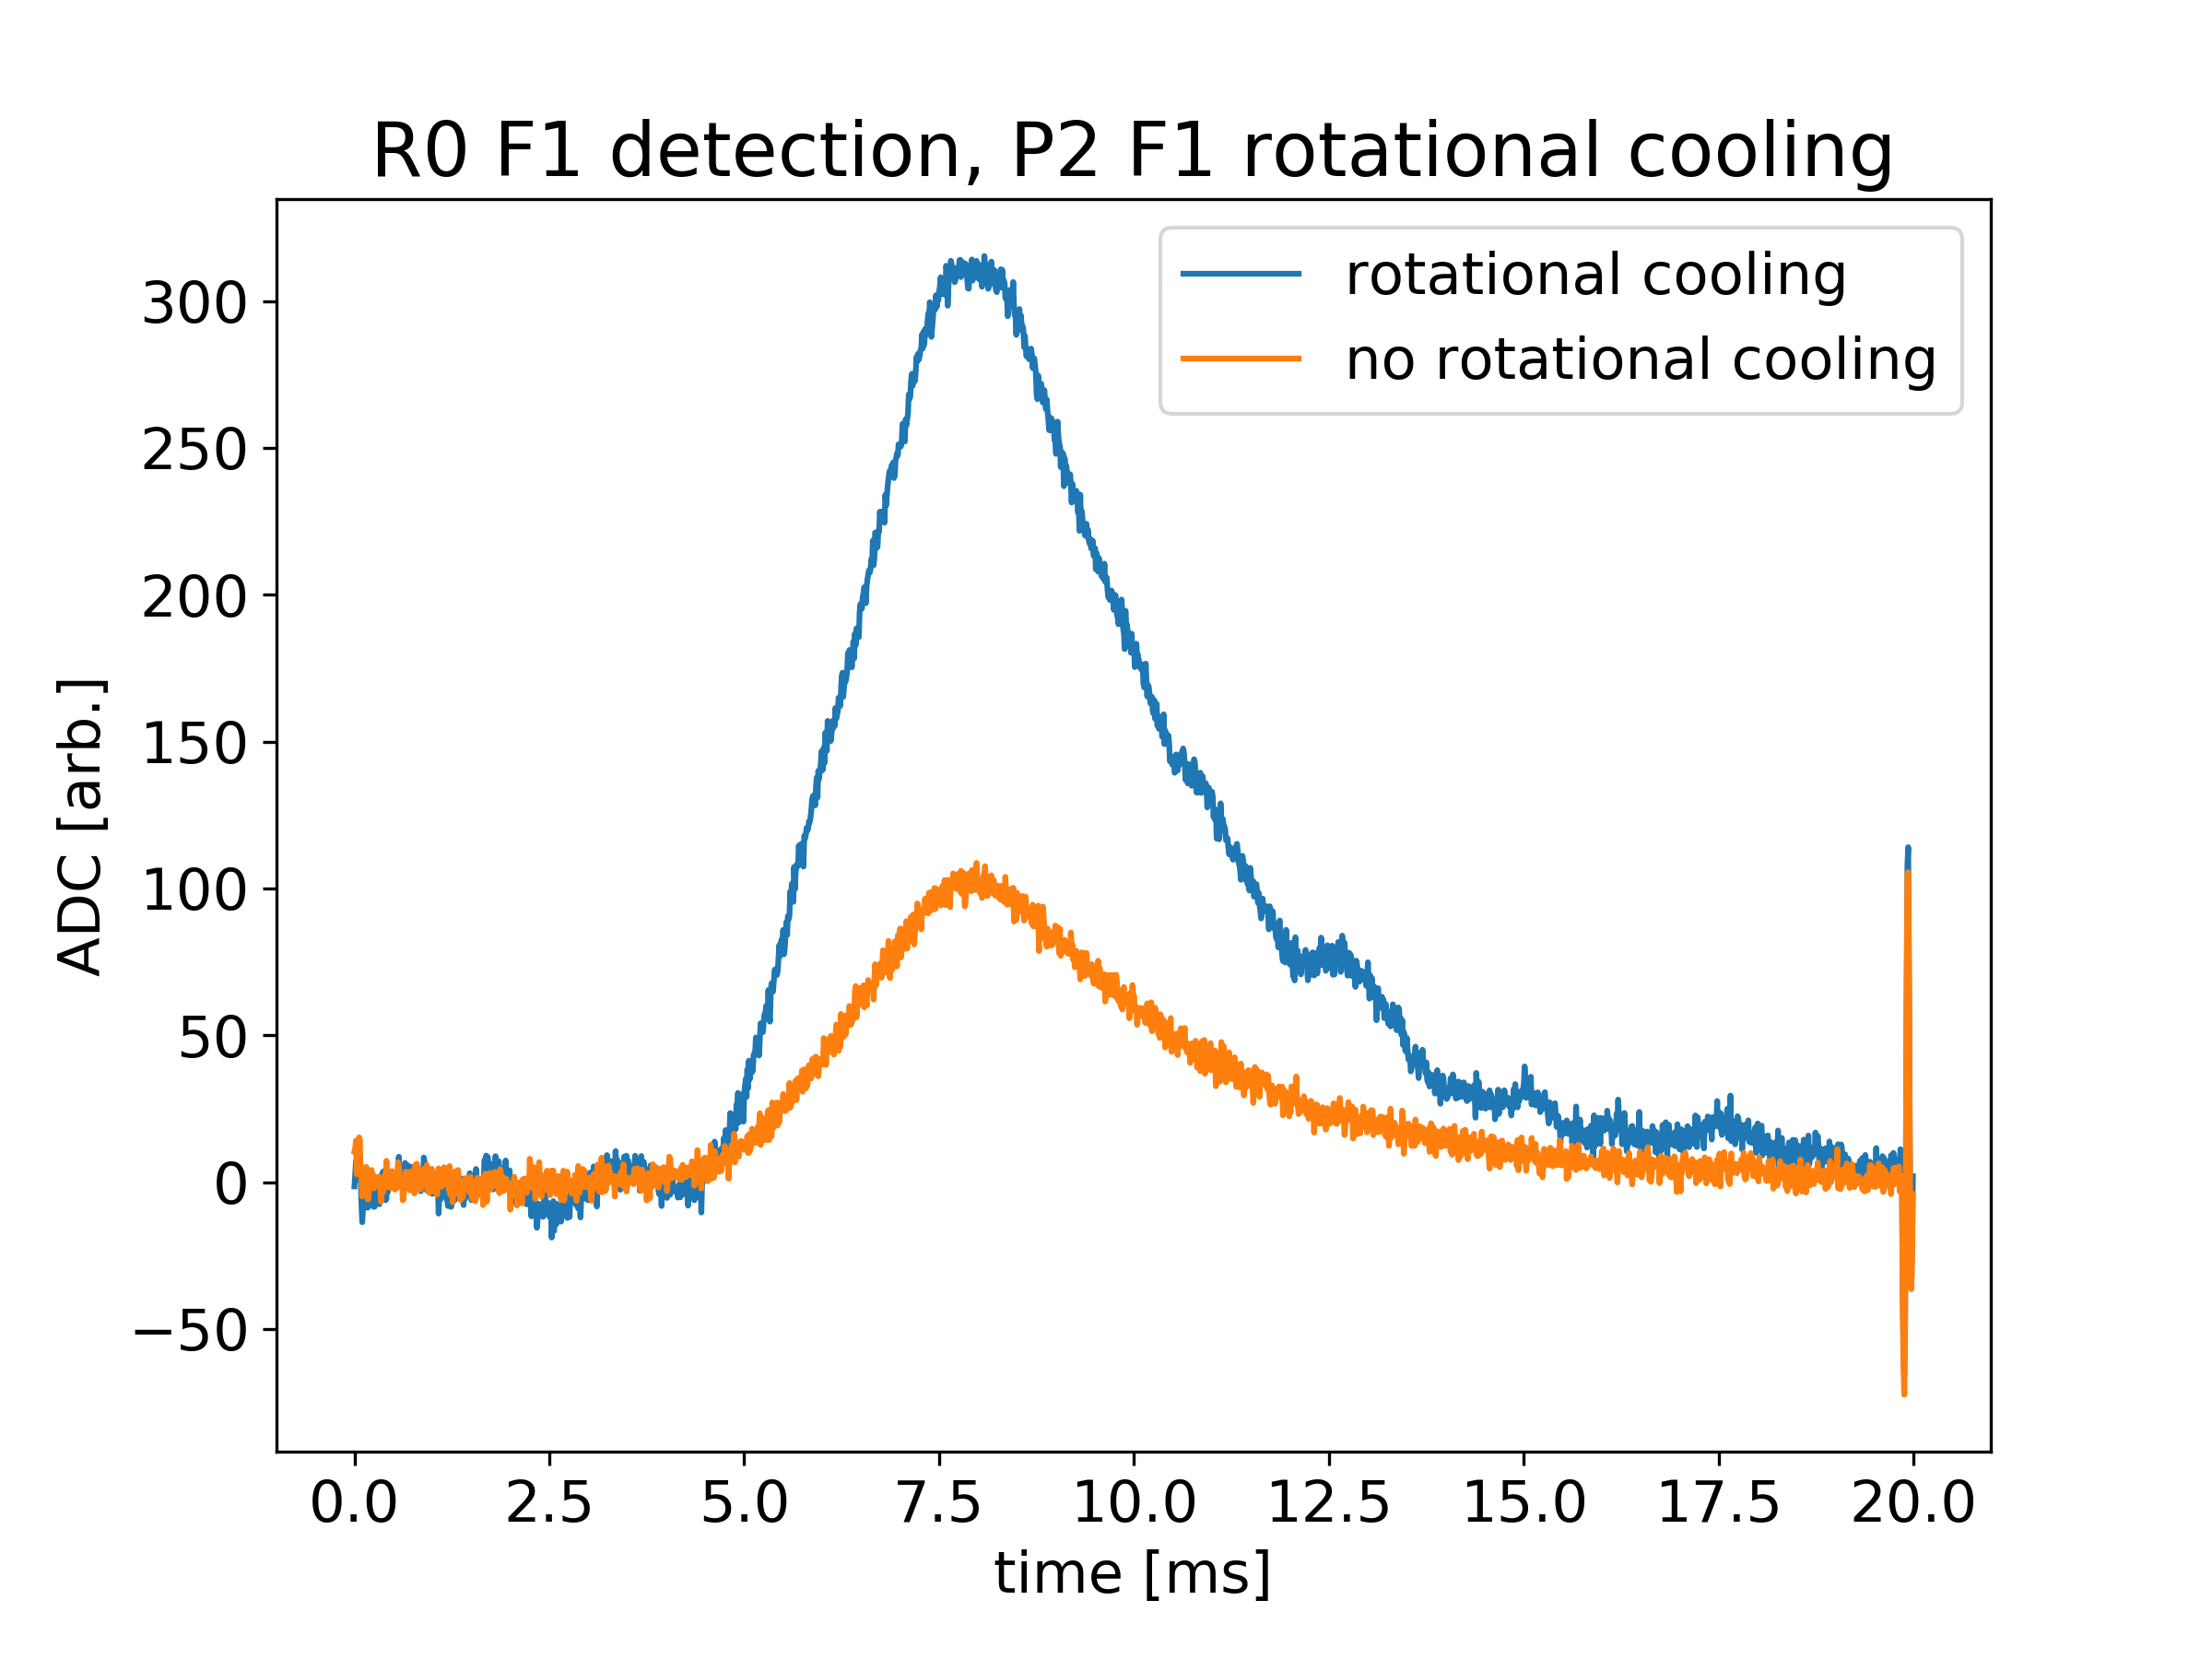 R0 F1 detection, P2 F1 rotational cooling
rotational cooling
no rotational cooling
300
250
200
150
100
50
0
−50
ADC [arb.]
0.0 2.5 5.0 7.5 10.0 12.5 15.0 17.5 20.0
time [ms]